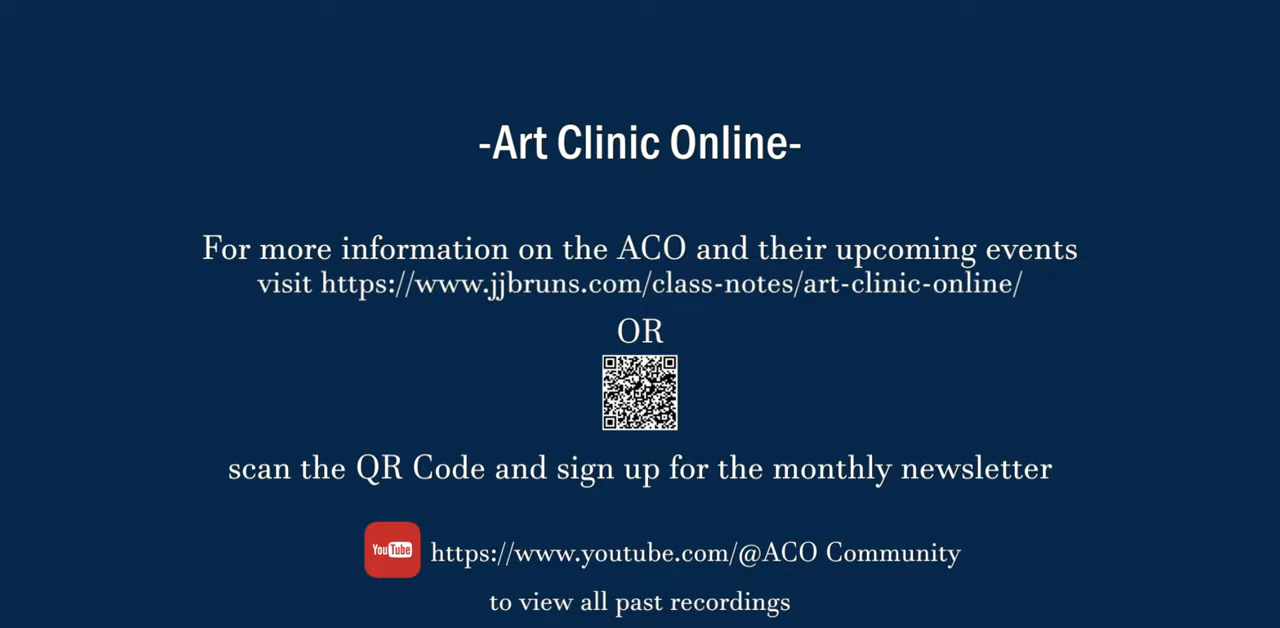 -Art Clinic Online-
For more information on the ACO and their upcoming events
visit https://www.jjbruns.com/class-notes/art-clinic-online/
OR
scan the QR Code and sign up for the monthly newsletter
YouTube https://www.youtube.com/@ACO Community
to view all past recordings